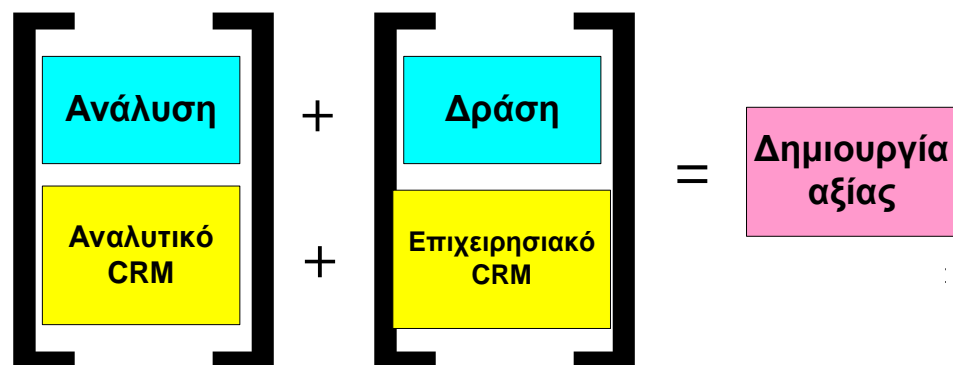 Ανάλυση + Δράση
=
Δημιουργία
αξίας
Αναλυτικό
CRM
+
Επιχειρησιακό
CRM